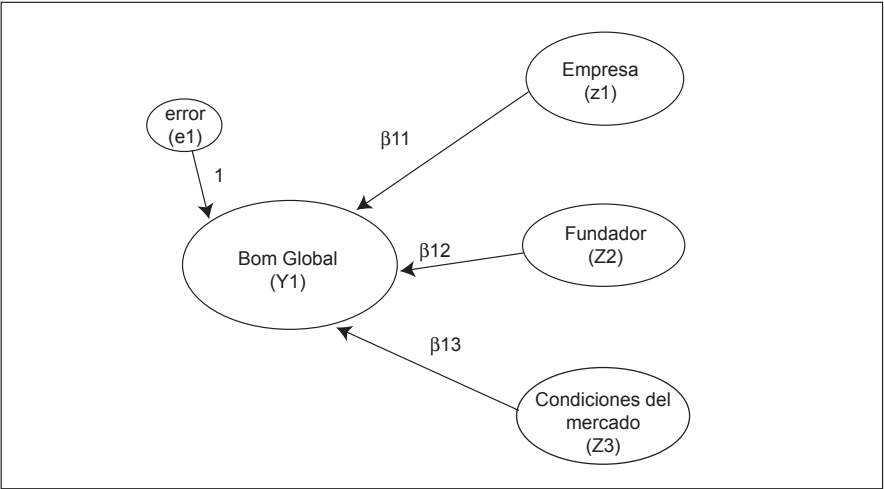 Empresa
(z1)
error
(e1)
β11
1
Fundador
(Z2)
Bom Global
(Y1)
β12
β13
Condiciones del
mercado
(Z3)